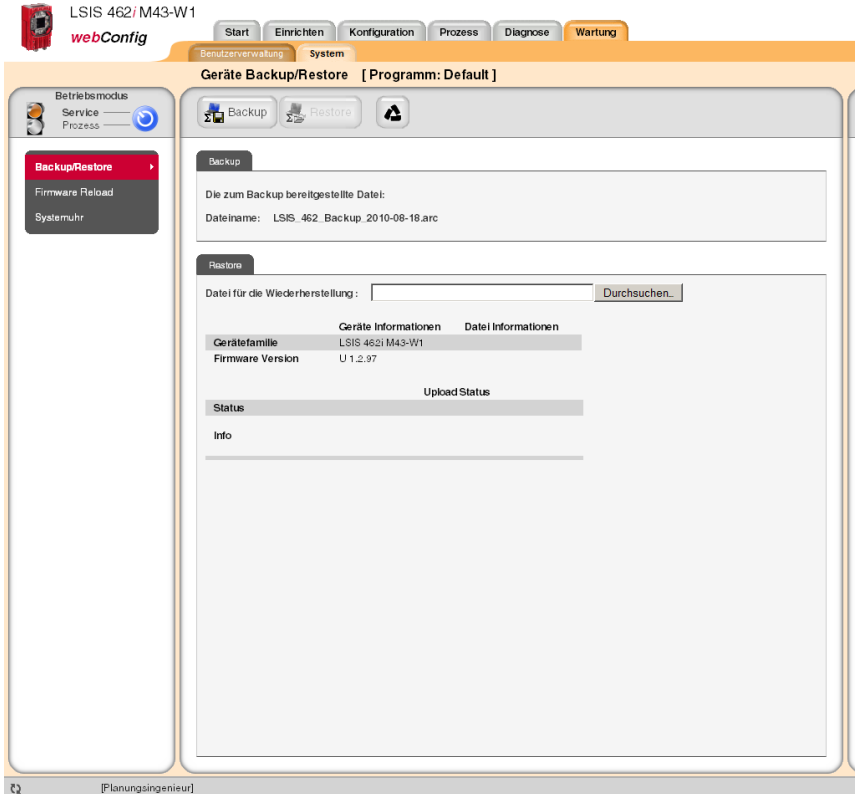 LSIS 462i M43-W1
webConfig
Start Einrichten Konfiguration Prozess Diagnose Wartung
Benutzerverwaltung System
Geräte Backup/Restore [ Programm: Default ]
Betriebsmodus
Service
Prozess
Backup/Restore
Firmware Reload
Systemuhr
Backup Restore
Backup
Die zum Backup bereitgestellte Datei:
Dateiname: LSIS_462_Backup_2010-08-18.arc
Restore
Datei für die Wiederherstellung : Durchsuchen...
Geräte Informationen Datei Informationen
Gerätefamilie LSIS 462i M43-W1
Firmware Version U 1.2.97
Upload Status
Status
Info
[Planungsingenieur]